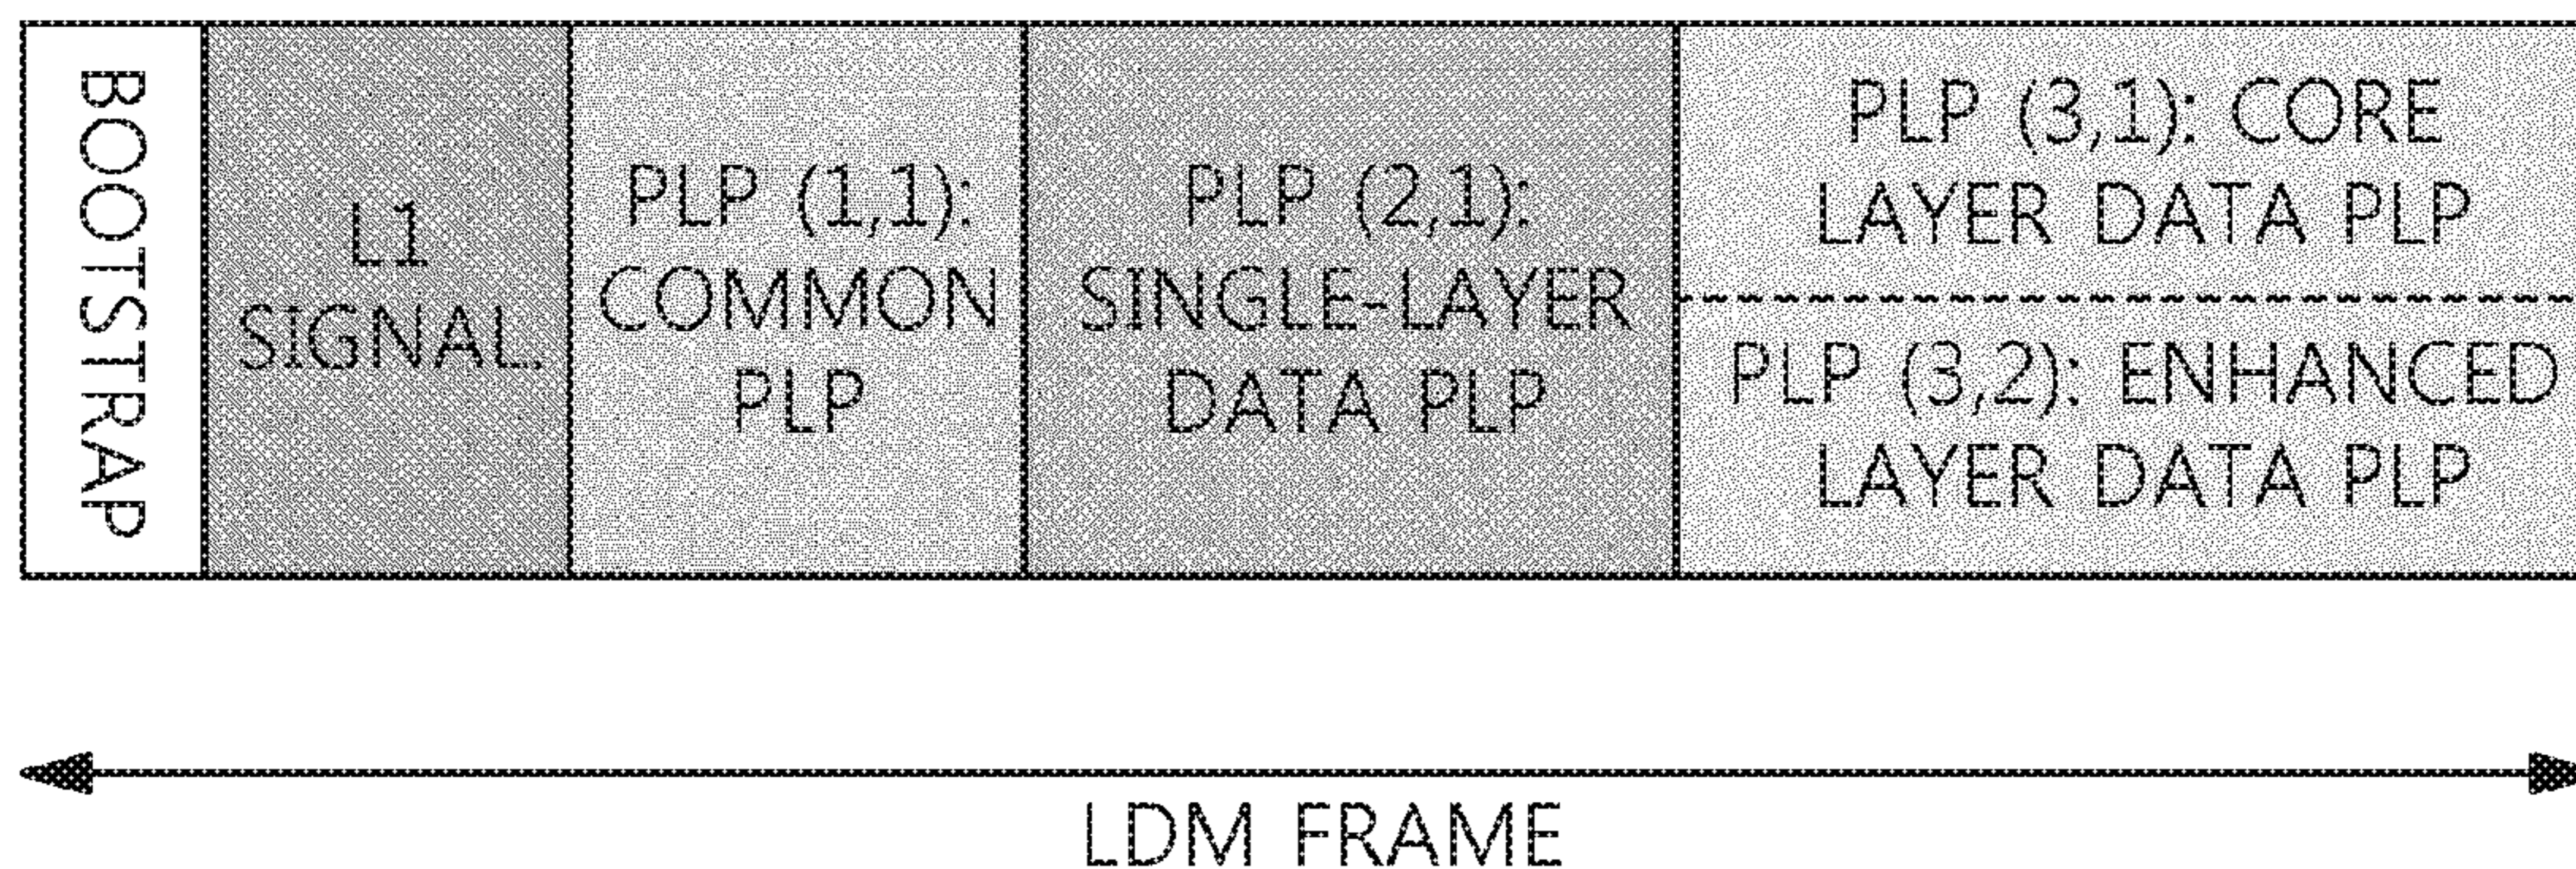 BOOTSTRAP
L1
SIGNAL.
PLP (1,1):
COMMON
PLP
PLP (2,1):
SINGLE-LAYER
DATA PLP
PLP (3,1): CORE
LAYER DATA PLP
PLP (3,2): ENHANCED
LAYER DATA PLP
LDM FRAME